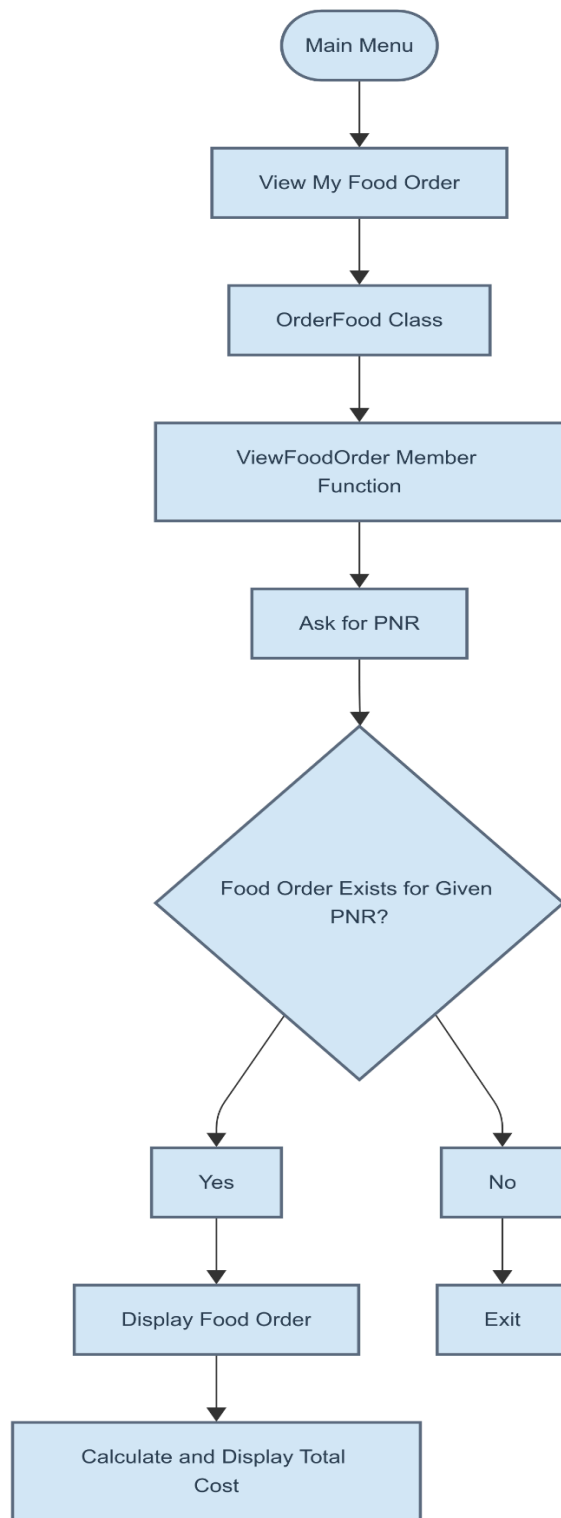 Main Menu
View My Food Order
OrderFood Class
ViewFoodOrder Member
Function
Ask for PNR
Food Order Exists for Given
PNR?
Yes
No
Display Food Order
Exit
Calculate and Display Total
Cost